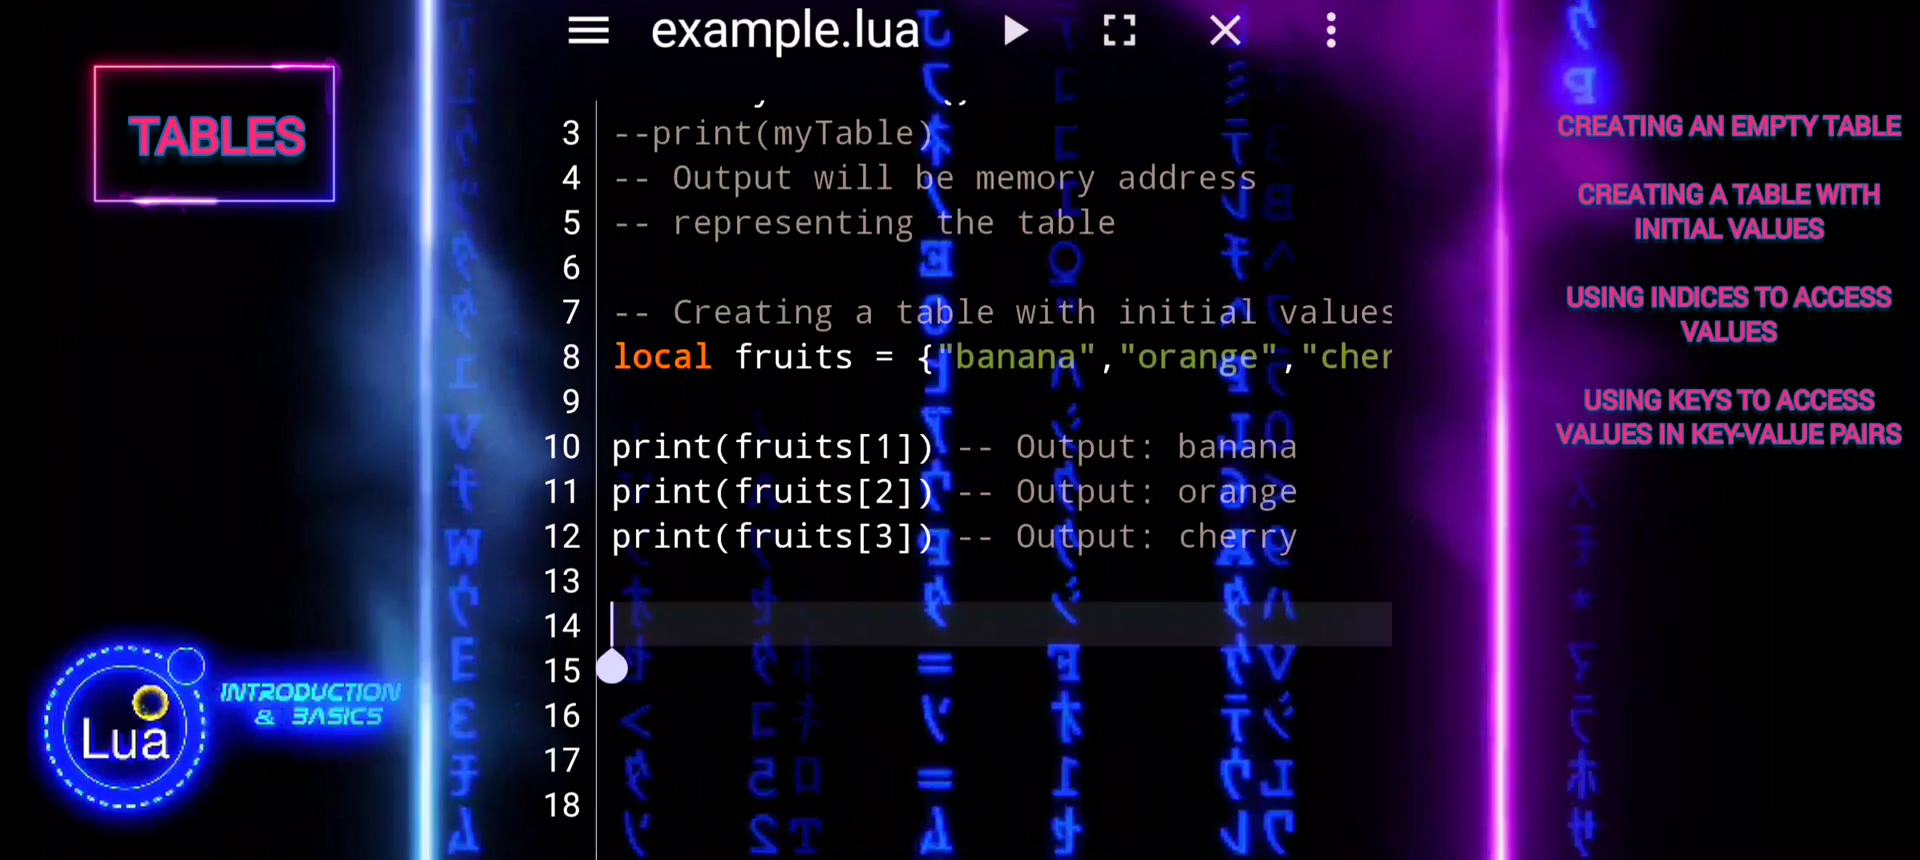 example.lua
TABLES
3 --print(myTable)
4 -- Output will be memory address
5 -- representing the table
6
7 -- Creating a table with initial values
8 local fruits = {"banana","orange","cher
9
10 print(fruits[1]) -- Output: banana
11 print(fruits[2]) -- Output: orange
12 print(fruits[3]) -- Output: cherry
13
14
15
16
17
18
CREATING AN EMPTY TABLE
CREATING A TABLE WITH
INITIAL VALUES
USING INDICES TO ACCESS
VALUES
USING KEYS TO ACCESS
VALUES IN KEY-VALUE PAIRS
Lua
INTRODUCTION
& BASICS